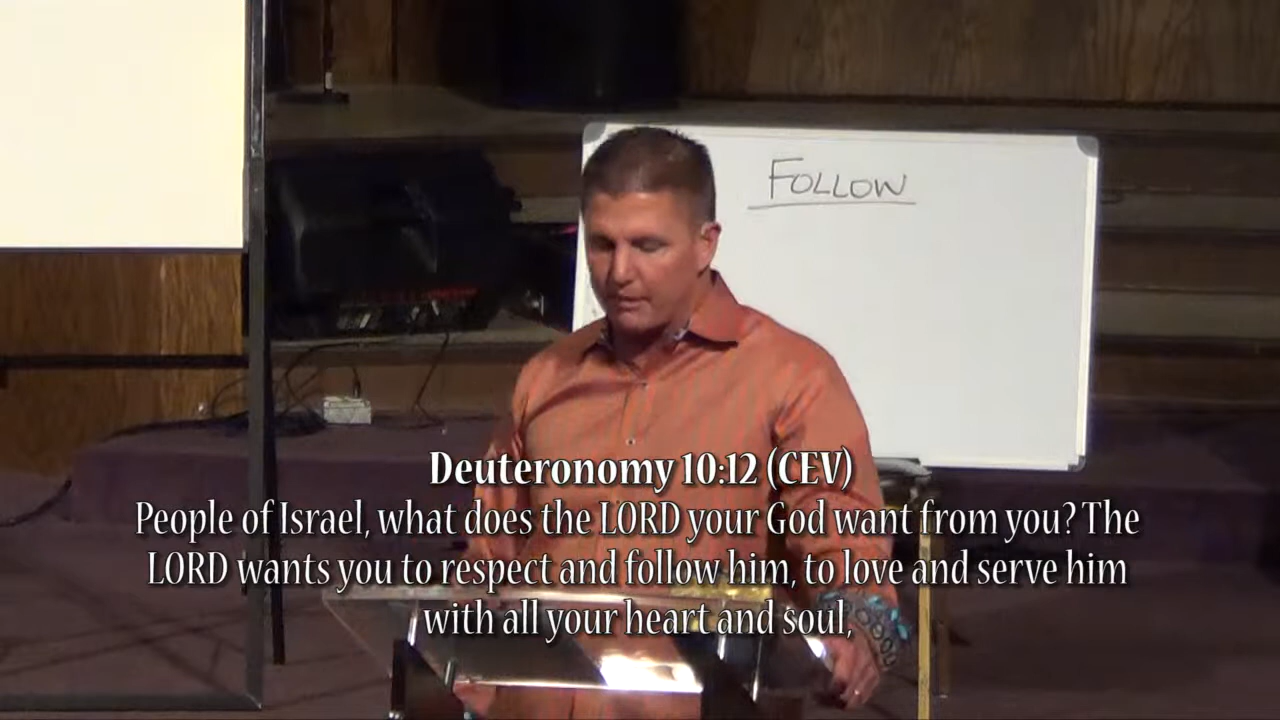 FOLLOW
Deuteronomy 10:12 (CEV)
People of Israel, what does the LORD your God want from you? The
LORD wants you to respect and follow him, to love and serve him
with all your heart and soul,